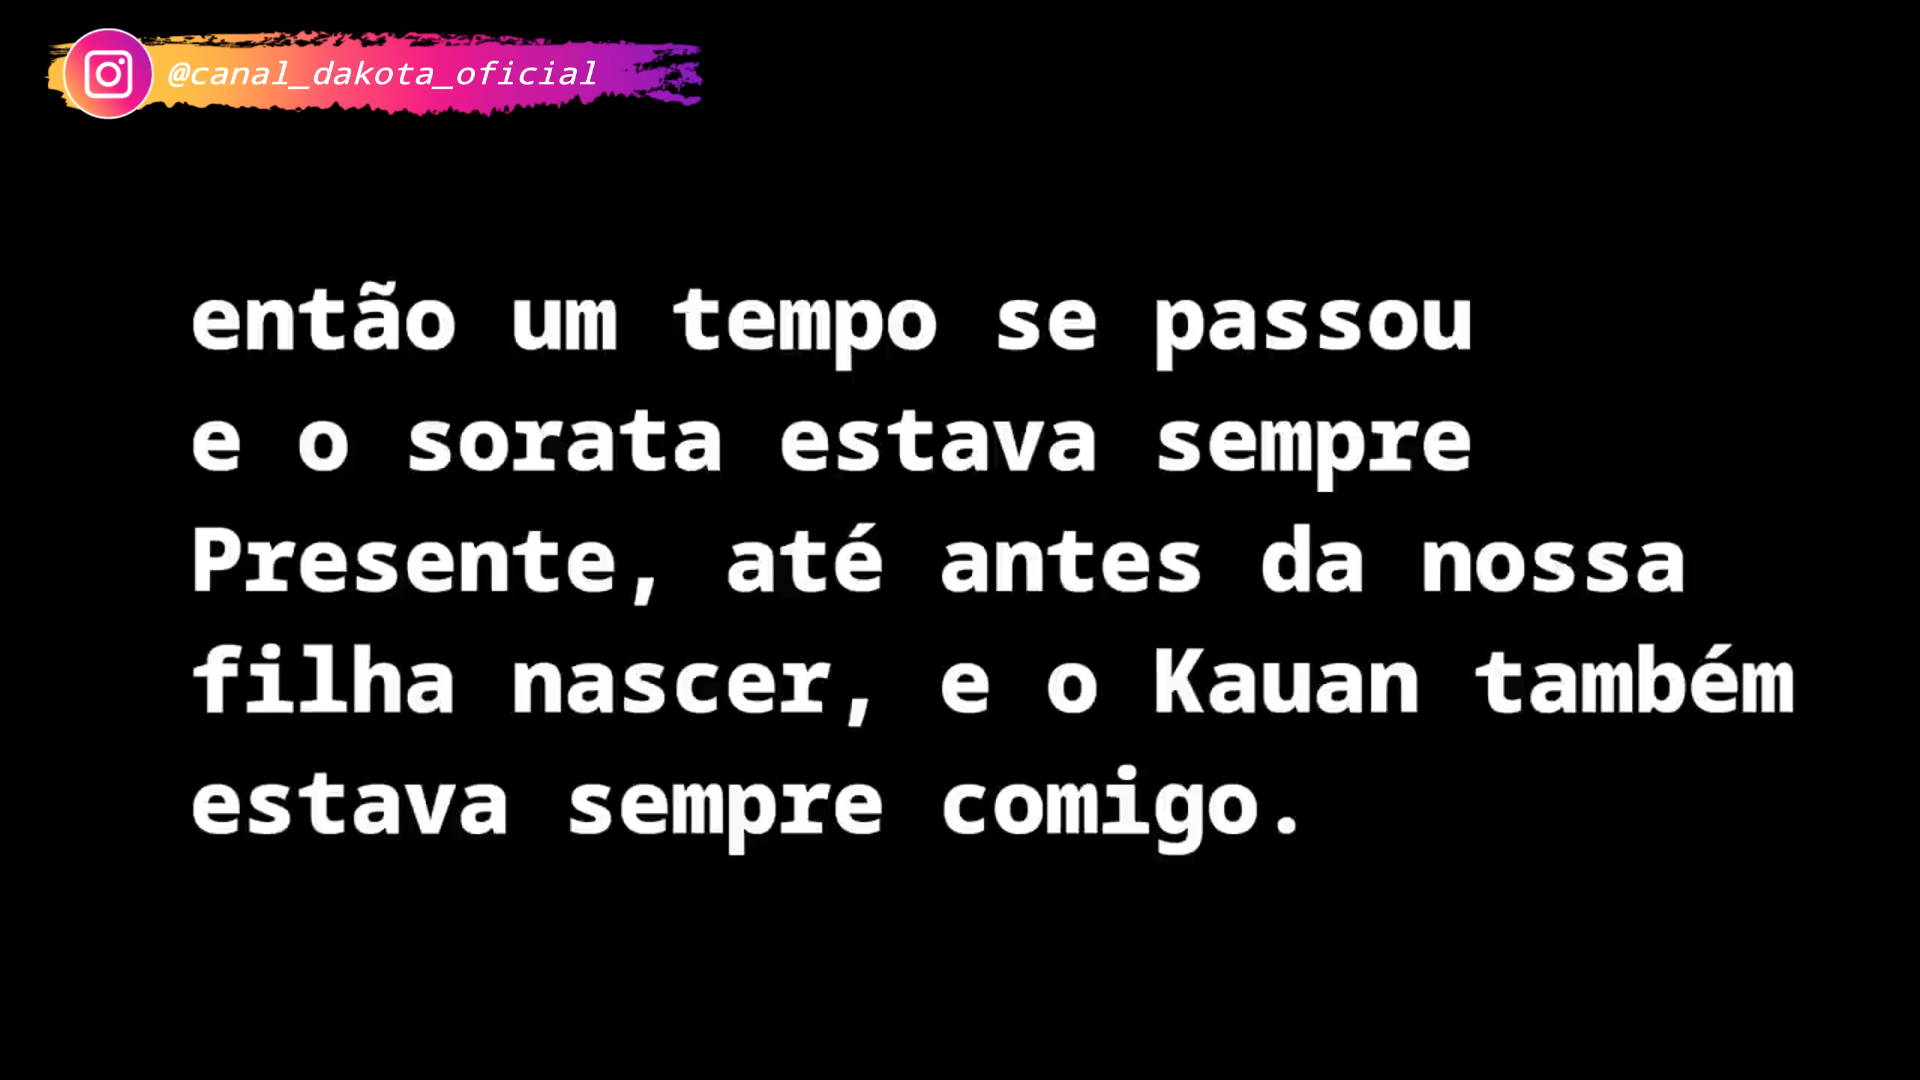 @canal_dakota_oficial
então um tempo se passou
e o sorata estava sempre
Presente, até antes da nossa
filha nascer, e o Kauan também
estava sempre comigo.